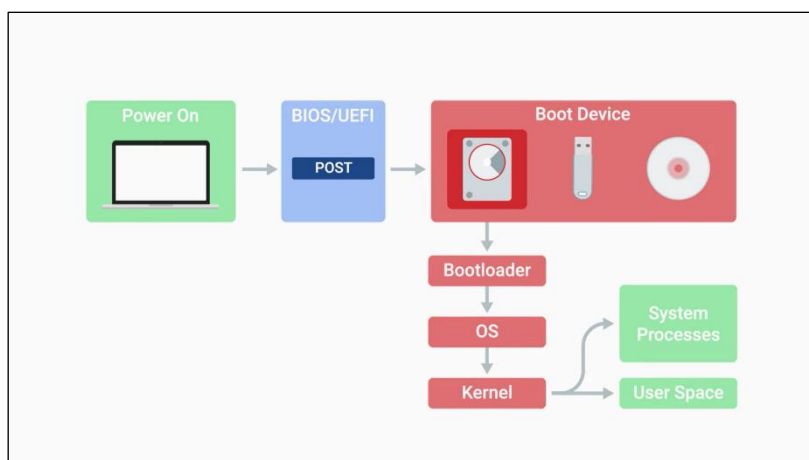 Power On
BIOS/UEFI
POST
Boot Device
Bootloader
OS
Kernel
System
Processes
User Space